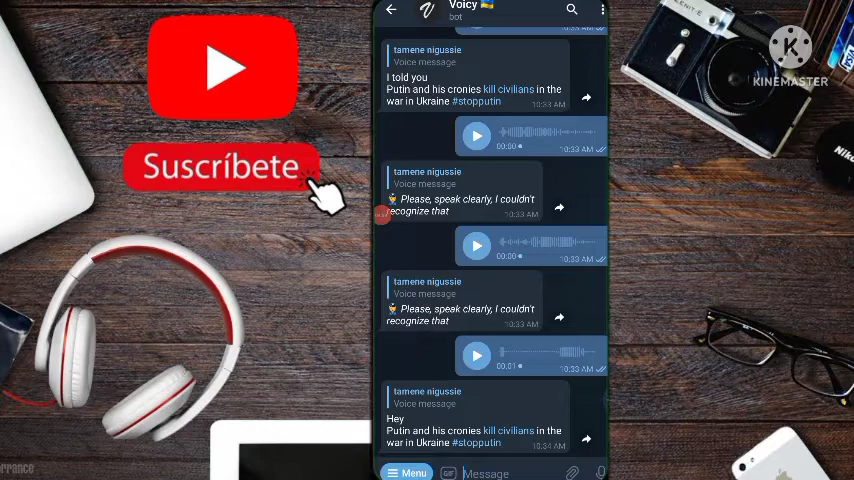 Voicy
bot
tamene nigussie
Voice message
I told you
Putin and his cronies kill civilians in the
war in Ukraine #stopputin
10:33 AM
00:00
10:33 AM
tamene nigussie
Voice message
Please, speak clearly, I couldn't
recognize that
10:33 AM
00:00
10:33 AM
tamene nigussie
Voice message
Please, speak clearly, I couldn't
recognize that
10:33 AM
00:01
10:33 AM
tamene nigussie
Voice message
Hey
Putin and his cronies kill civilians in the
war in Ukraine #stopputin
10:34 AM
Menu
GIF
Message
Suscríbete
KINEMASTER
Nik
orrance